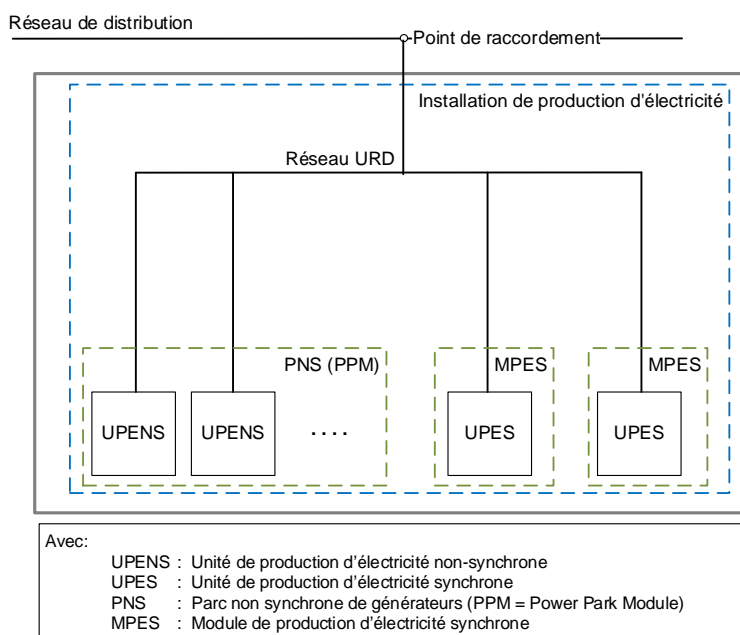 Réseau de distribution
Point de raccordement
Installation de production d'électricité
Réseau URD
PNS (PPM)
MPES
MPES
UPENS
UPENS
....
UPES
UPES
Avec:
UPENS : Unité de production d'électricité non-synchrone
UPES : Unité de production d'électricité synchrone
PNS : Parc non synchrone de générateurs (PPM = Power Park Module)
MPES : Module de production d'électricité synchrone